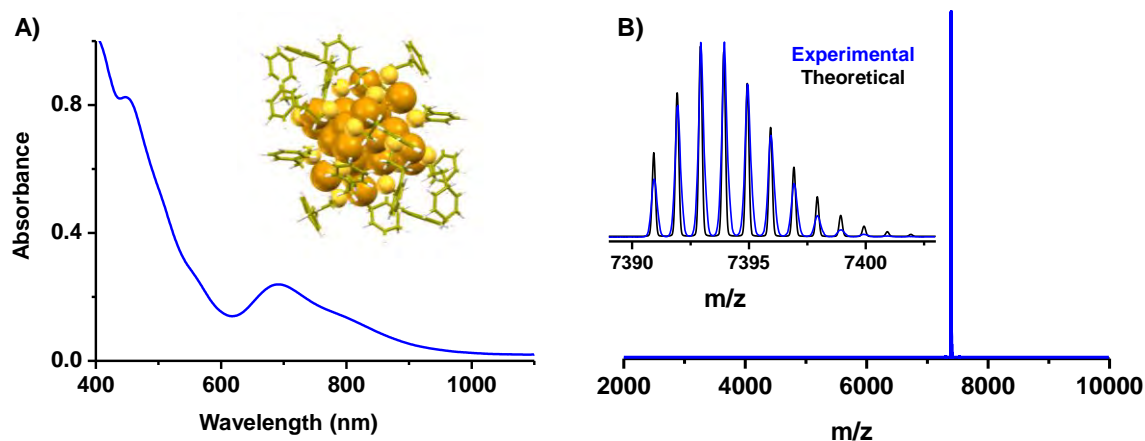 A)
0.8
0.4
0.0
Absorbance
400 600 800 1000
Wavelength (nm)
B)
Experimental
Theoretical
7390 7395 7400
m/z
2000 4000 6000 8000 10000
m/z